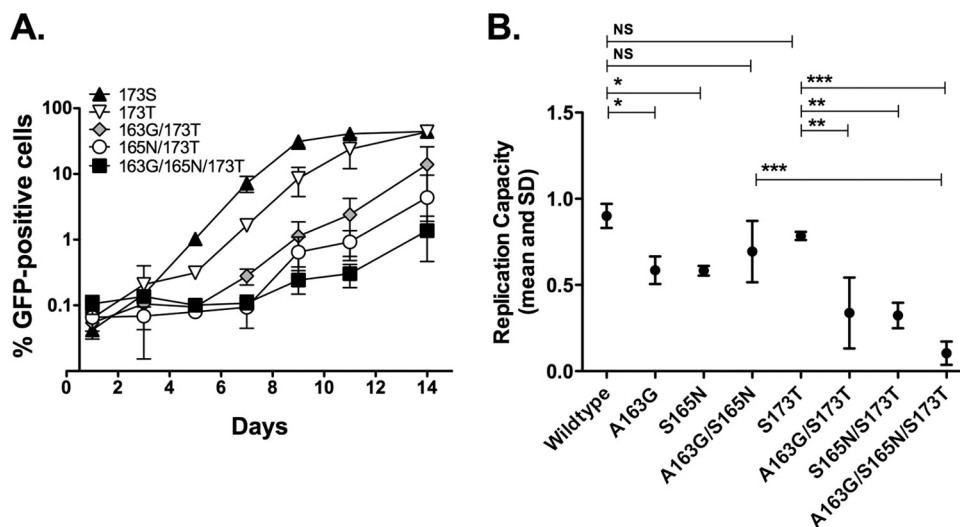 A.
173S
173T
163G/173T
165N/173T
163G/165N/173T
100
10
1
0.1
% GFP-positive cells
0 2 4 6 8 10 12 14
Days
B.
NS
NS
*
*
***
**
**
***
1.5
1.0
0.5
0.0
Replication Capacity
(mean and SD)
Wildtype
A163G
S165N
A163G/S165N
S173T
A163G/S173T
S165N/S173T
A163G/S165N/S173T